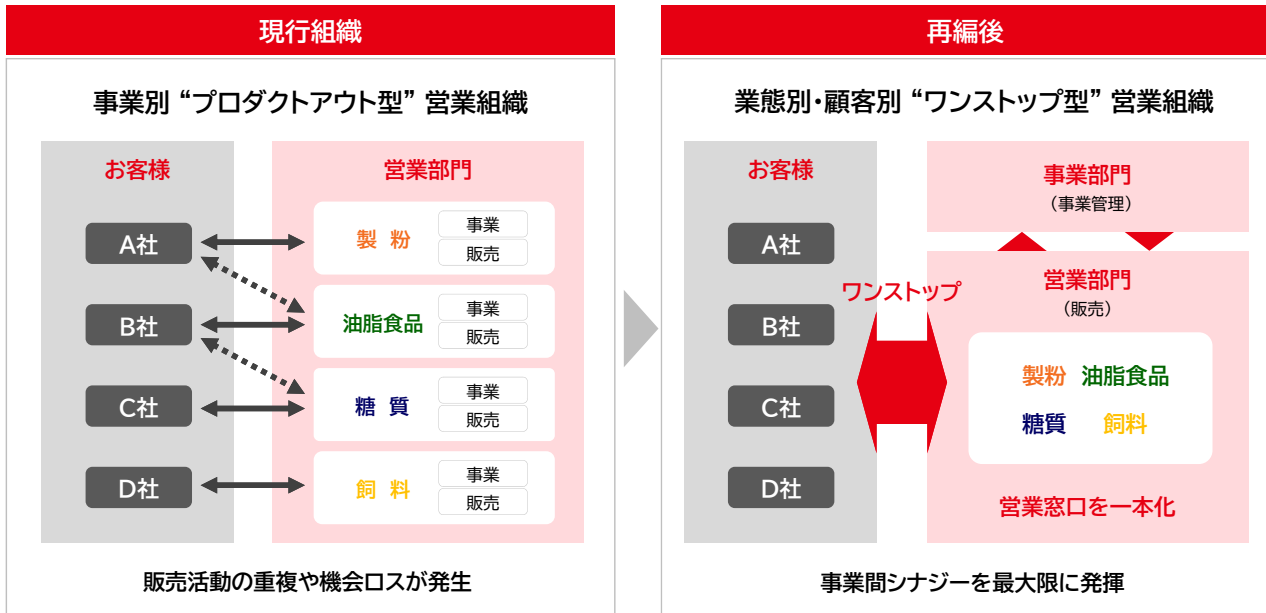 現行組織
事業別 “プロダクトアウト型” 営業組織
お客様
営業部門
A社
製 粉
事業
販売
B社
油脂食品
事業
販売
C社
糖 質
事業
販売
D社
飼 料
事業
販売
販売活動の重複や機会ロスが発生
再編後
業態別・顧客別 “ワンストップ型” 営業組織
お客様
A社
B社
C社
D社
ワンストップ
事業部門
（事業管理）
営業部門
（販売）
製粉 油脂食品
糖質 飼料
営業窓口を一本化
事業間シナジーを最大限に発揮